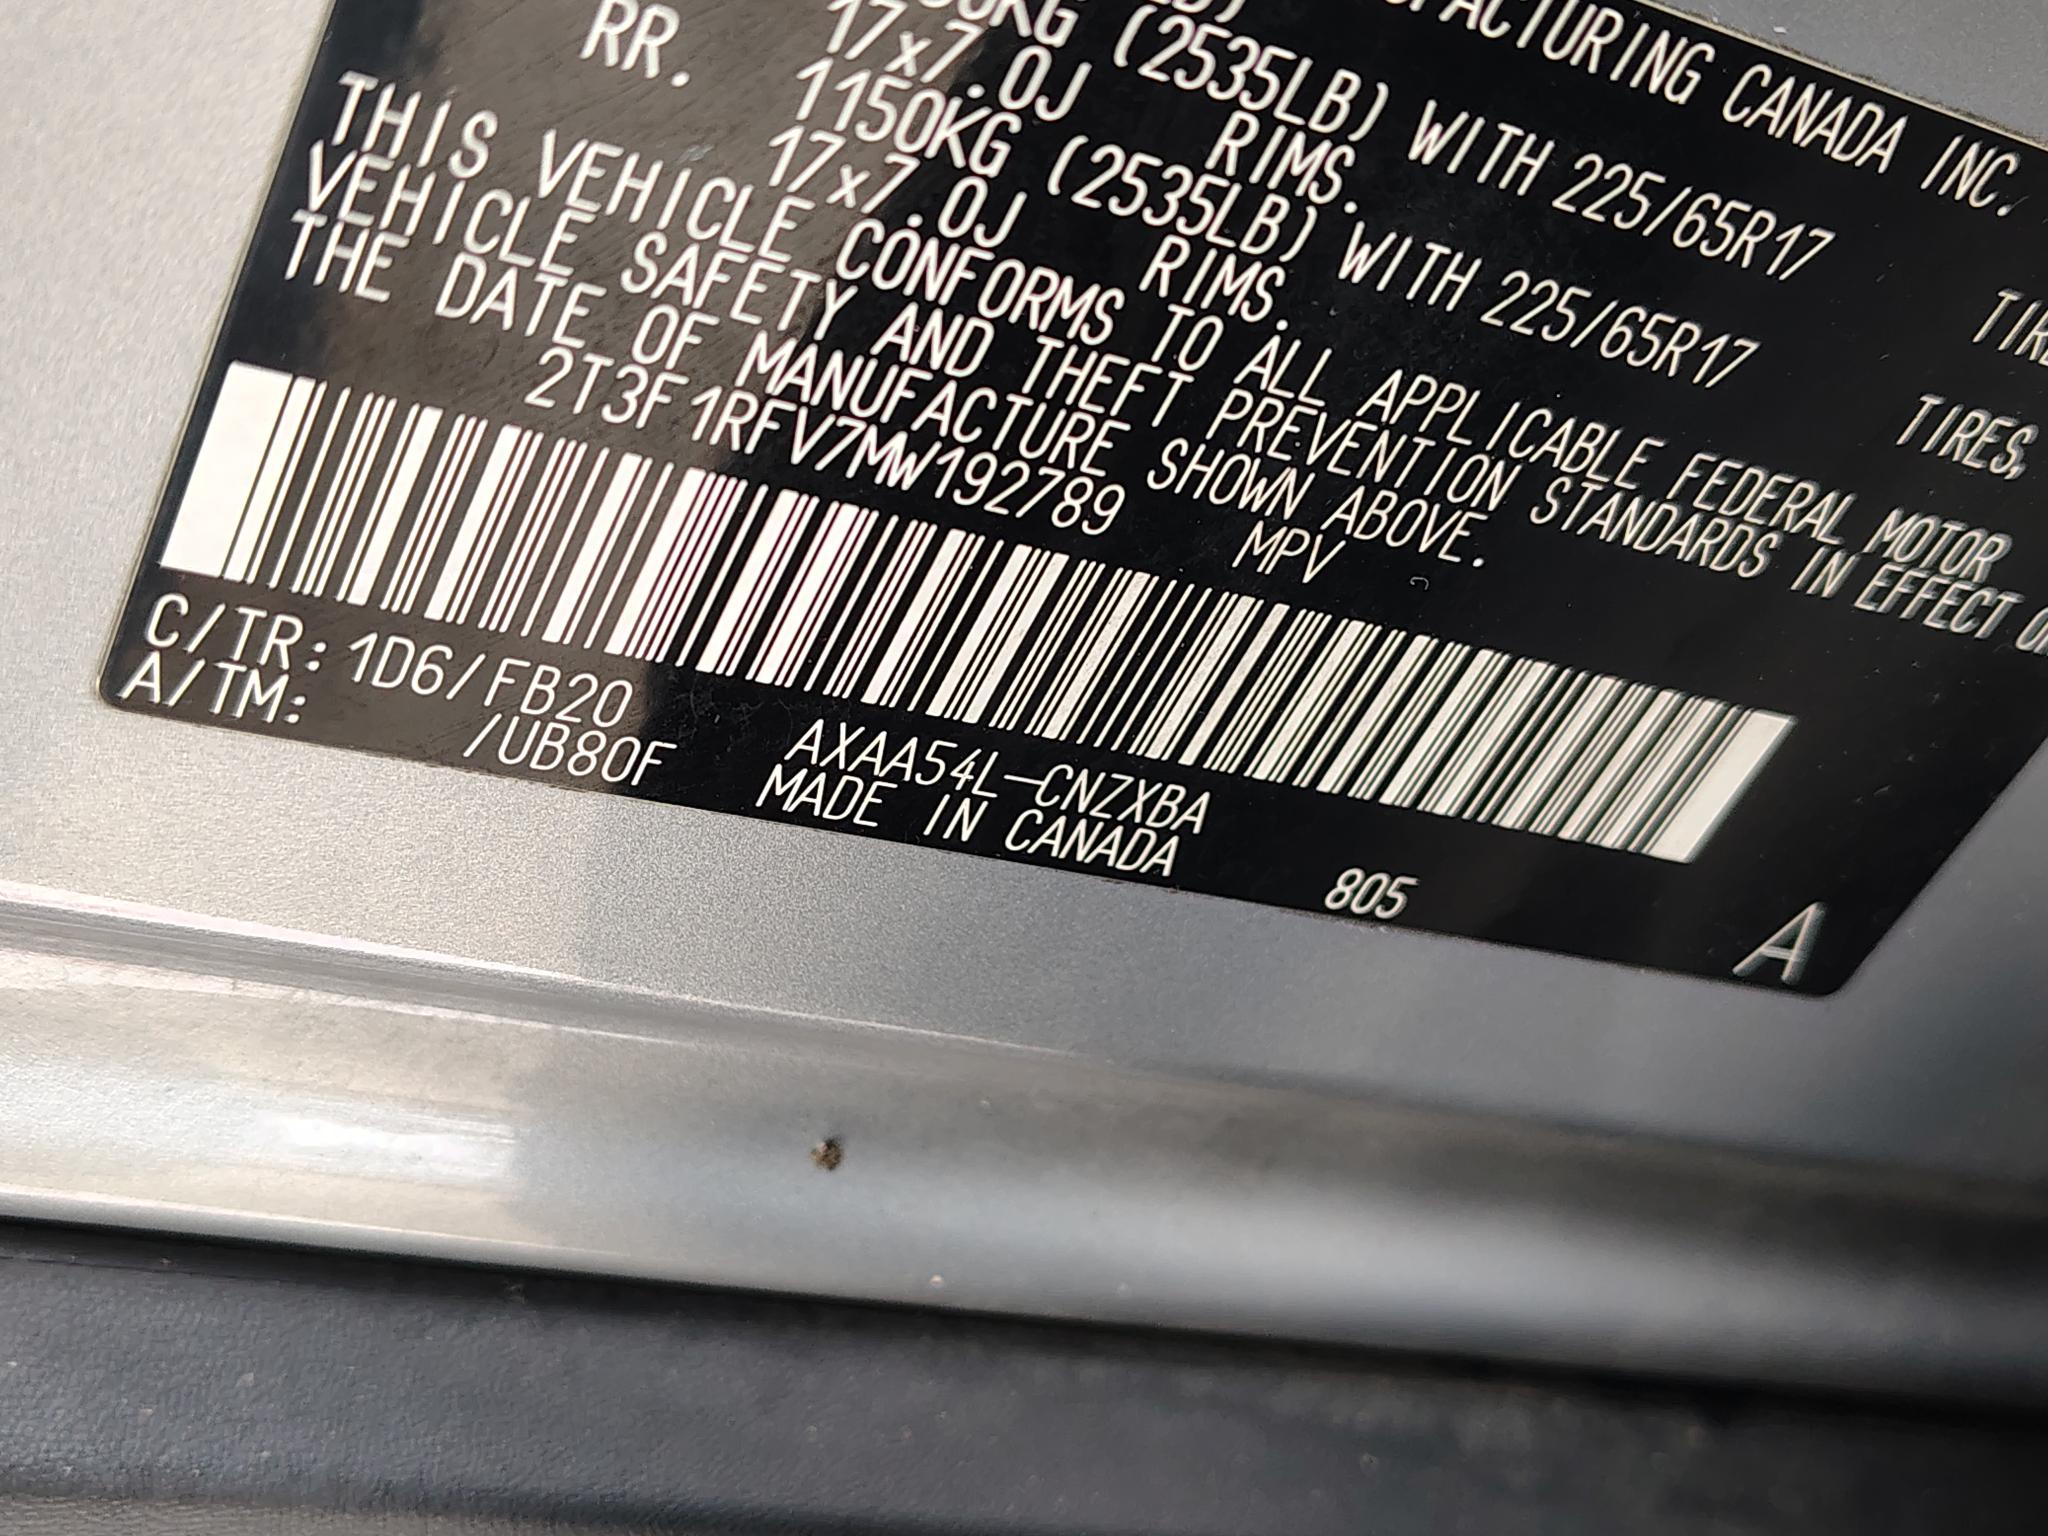 MANUFACTURING CANADA INC.
(2535LB) WITH 225/65R17 TIRES,
17x7.0J RIMS.
RR. 1150KG (2535LB) WITH 225/65R17 TIRES,
17x7.0J RIMS.
THIS VEHICLE CONFORMS TO ALL APPLICABLE FEDERAL MOTOR
VEHICLE SAFETY AND THEFT PREVENTION STANDARDS IN EFFECT
THE DATE OF MANUFACTURE SHOWN ABOVE.
2T3F1RFV7MW192789 MPV
C/TR: 1D6/FB20 AXAA54L-CNZXBA
A/TM: /UB80F MADE IN CANADA 805
A